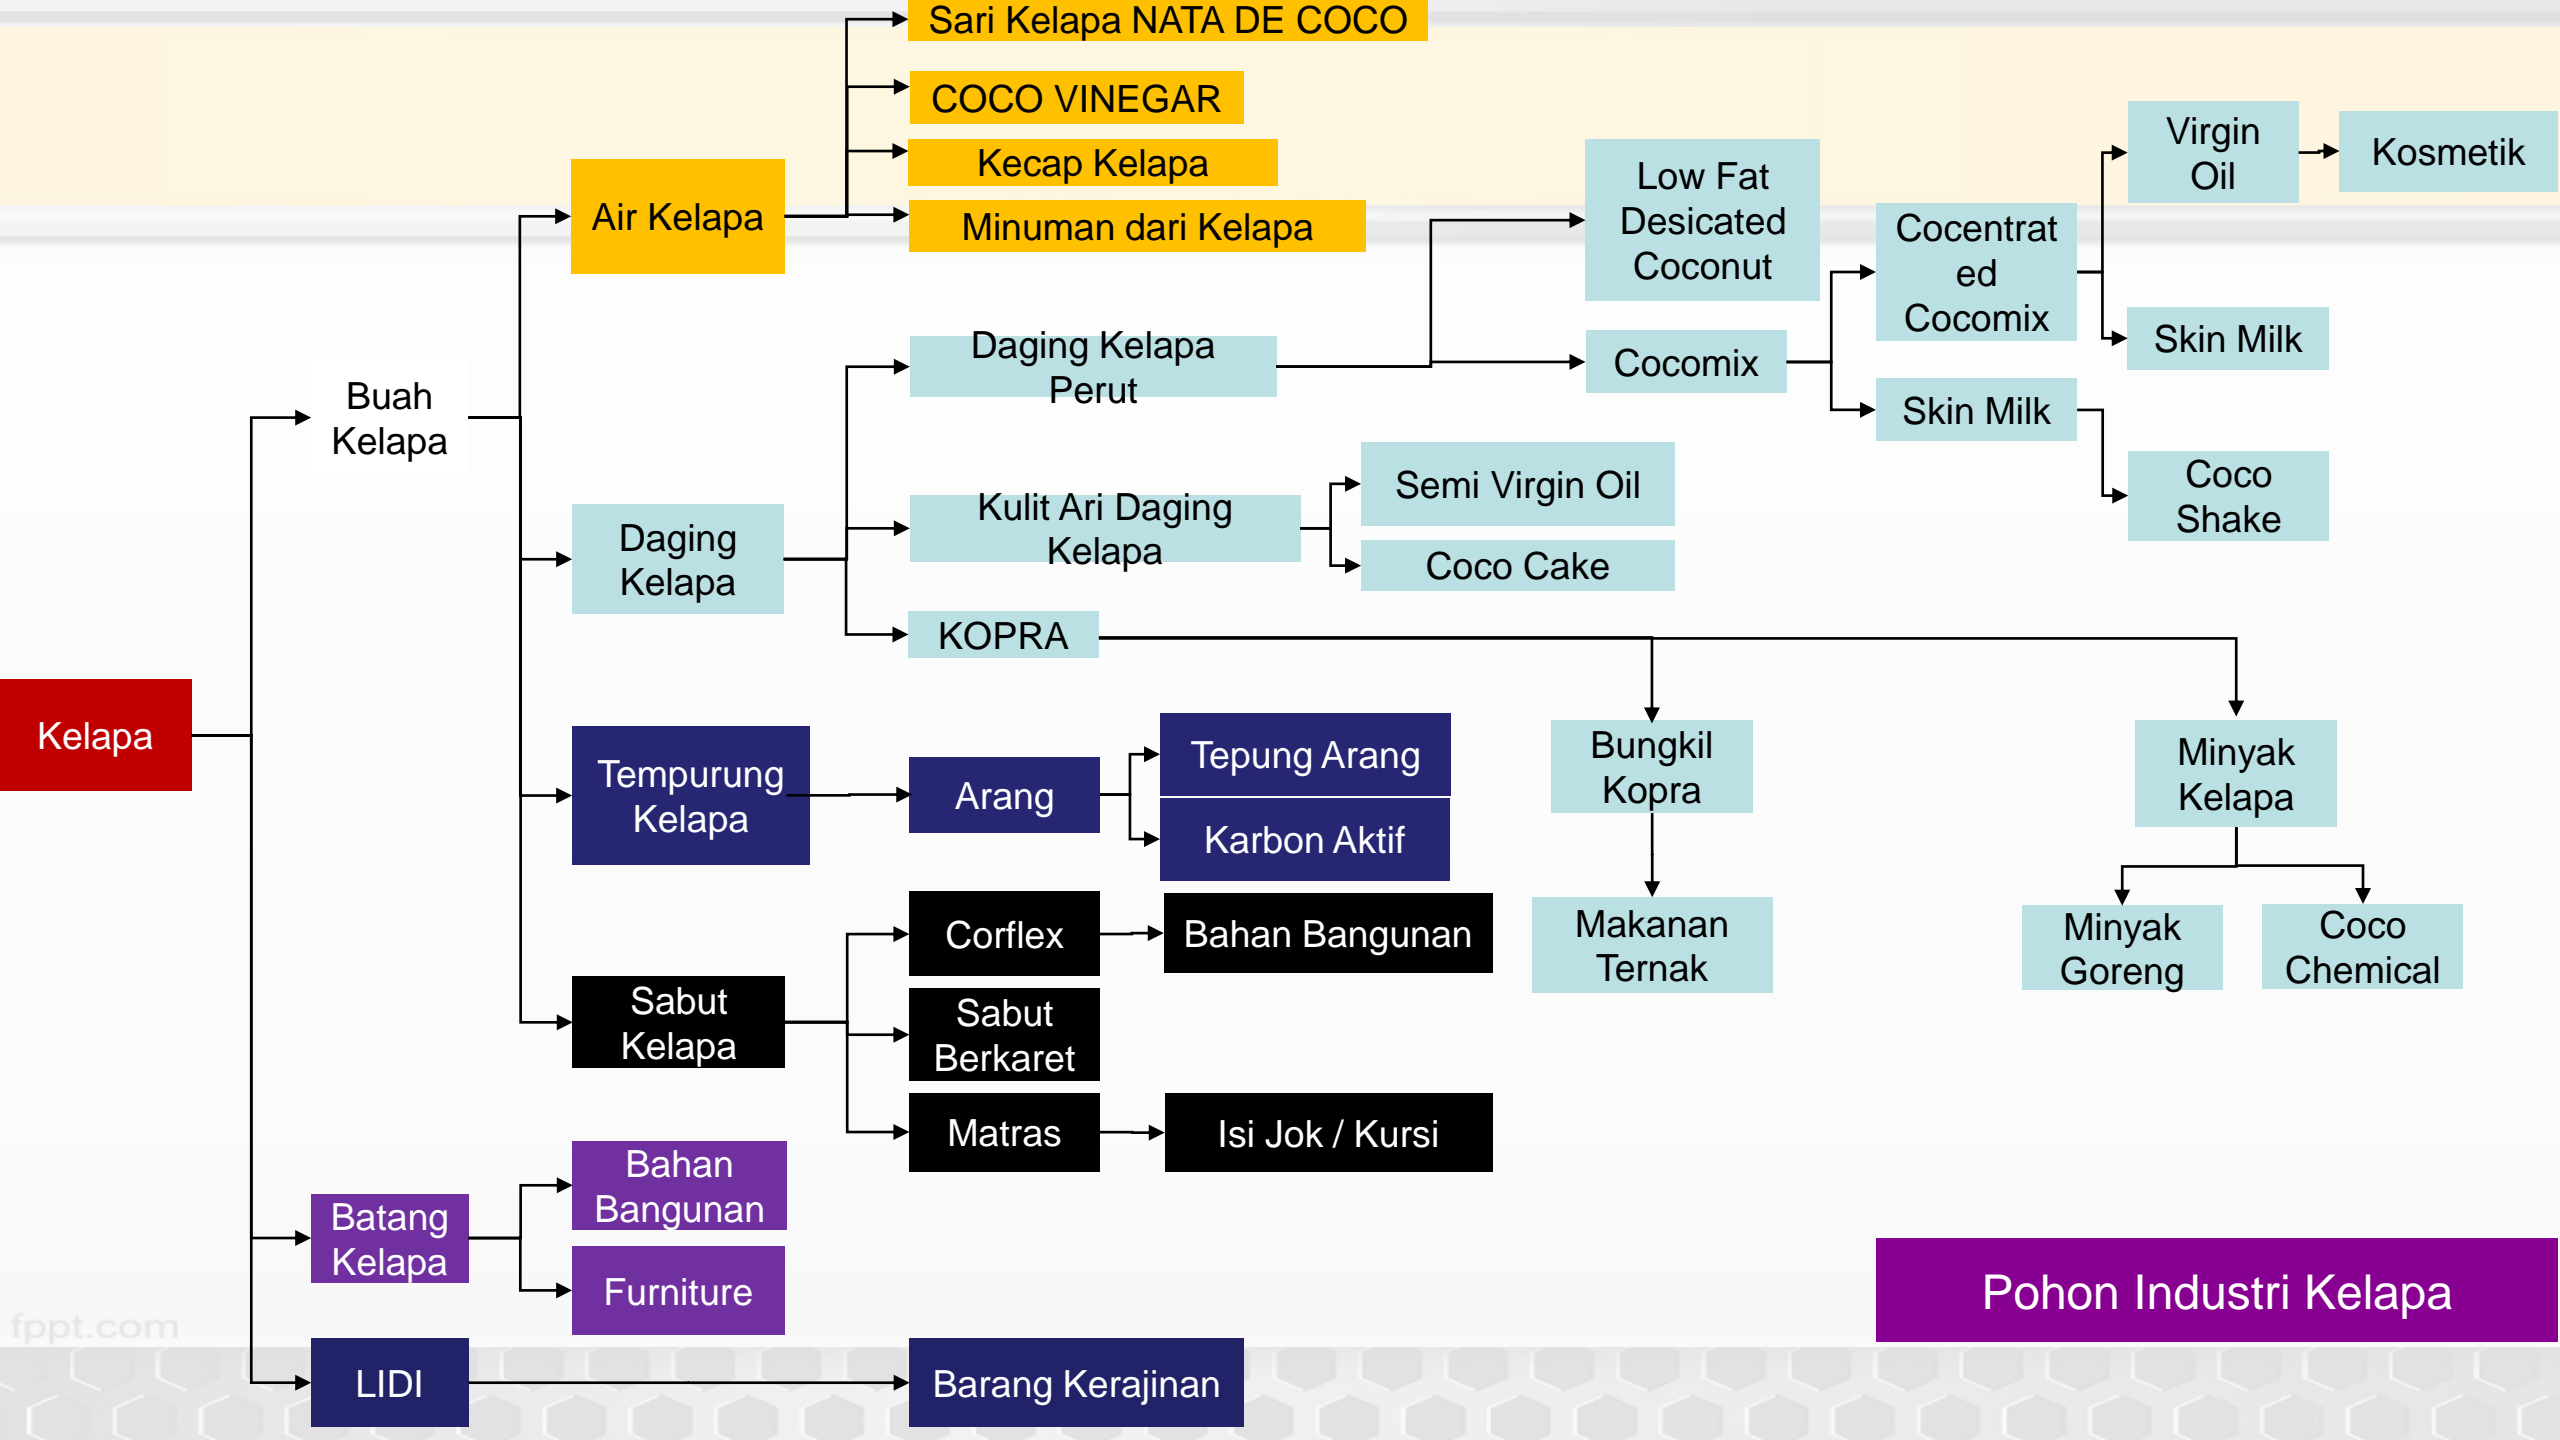 Sari Kelapa NATA DE COCO
COCO VINEGAR
Kecap Kelapa
Minuman dari Kelapa
Air Kelapa
Low Fat
Desicated
Coconut
Virgin
Oil
Kosmetik
Cocentrat
ed
Cocomix
Skin Milk
Buah
Kelapa
Daging Kelapa
Perut
Cocomix
Skin Milk
Coco
Shake
Daging
Kelapa
Kulit Ari Daging
Kelapa
Semi Virgin Oil
Coco Cake
KOPRA
Kelapa
Tempurung
Kelapa
Arang
Tepung Arang
Karbon Aktif
Bungkil
Kopra
Minyak
Kelapa
Makanan
Ternak
Minyak
Goreng
Coco
Chemical
Sabut
Kelapa
Corflex
Bahan Bangunan
Sabut
Berkaret
Matras
Isi Jok / Kursi
Batang
Kelapa
Bahan
Bangunan
Furniture
Pohon Industri Kelapa
fppt.com
LIDI
Barang Kerajinan